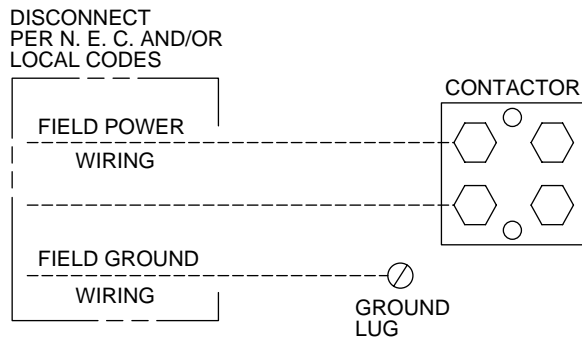 DISCONNECT
PER N. E. C. AND/OR
LOCAL CODES
CONTACTOR
FIELD POWER
WIRING
FIELD GROUND
WIRING
GROUND
LUG